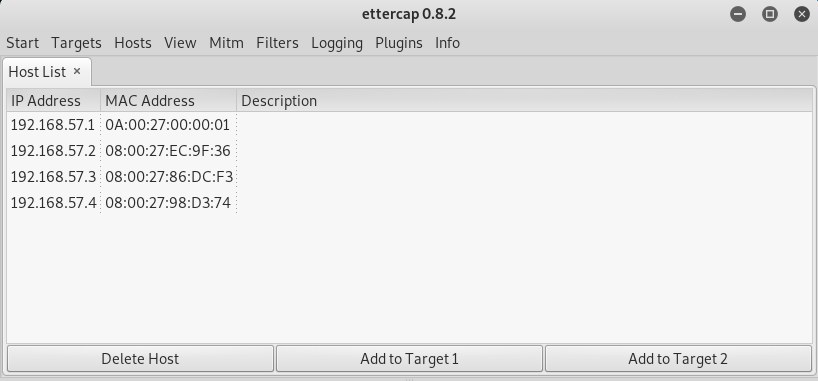 ettercap 0.8.2
Start Targets Hosts View Mitm Filters Logging Plugins Info
Host List ×
IP Address MAC Address Description
192.168.57.1 0A:00:27:00:00:01
192.168.57.2 08:00:27:EC:9F:36
192.168.57.3 08:00:27:86:DC:F3
192.168.57.4 08:00:27:98:D3:74
Delete Host Add to Target 1 Add to Target 2